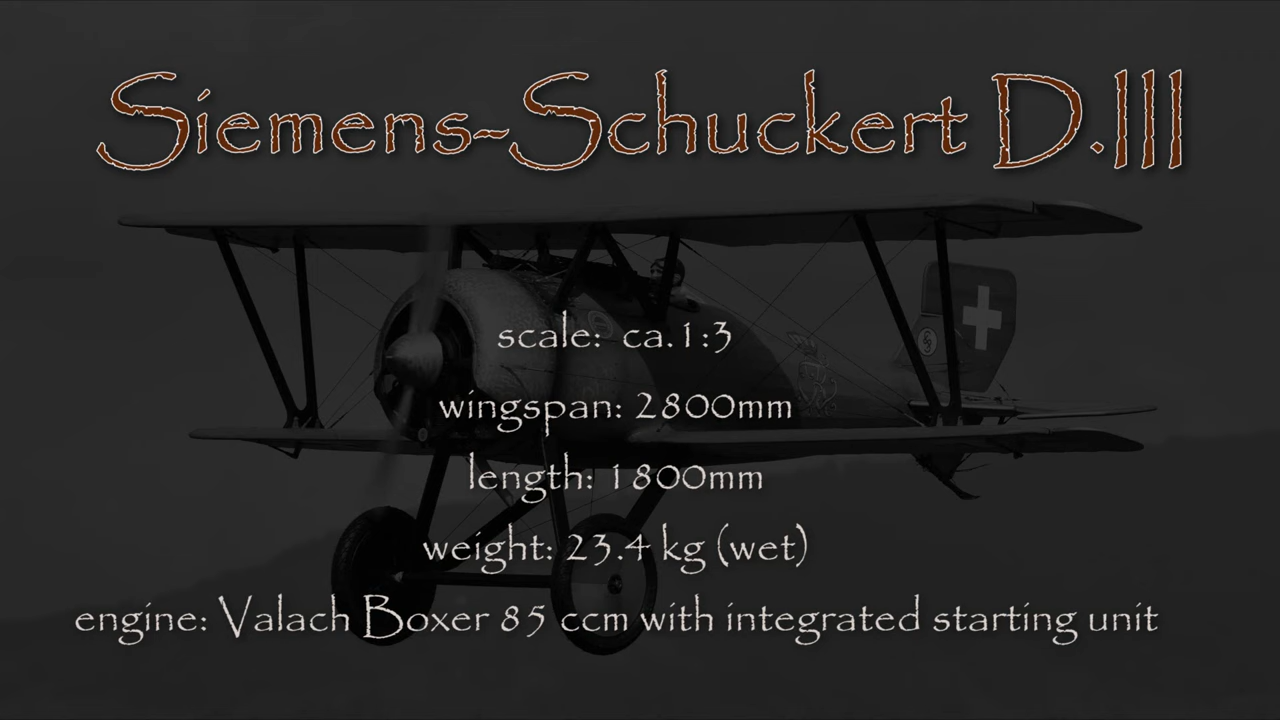 Siemens-Schuckert D.III
scale: ca.1:3
wingspan: 2800mm
length: 1800mm
weight: 23.4 kg (wet)
engine: Valach Boxer 85 ccm with integrated starting unit